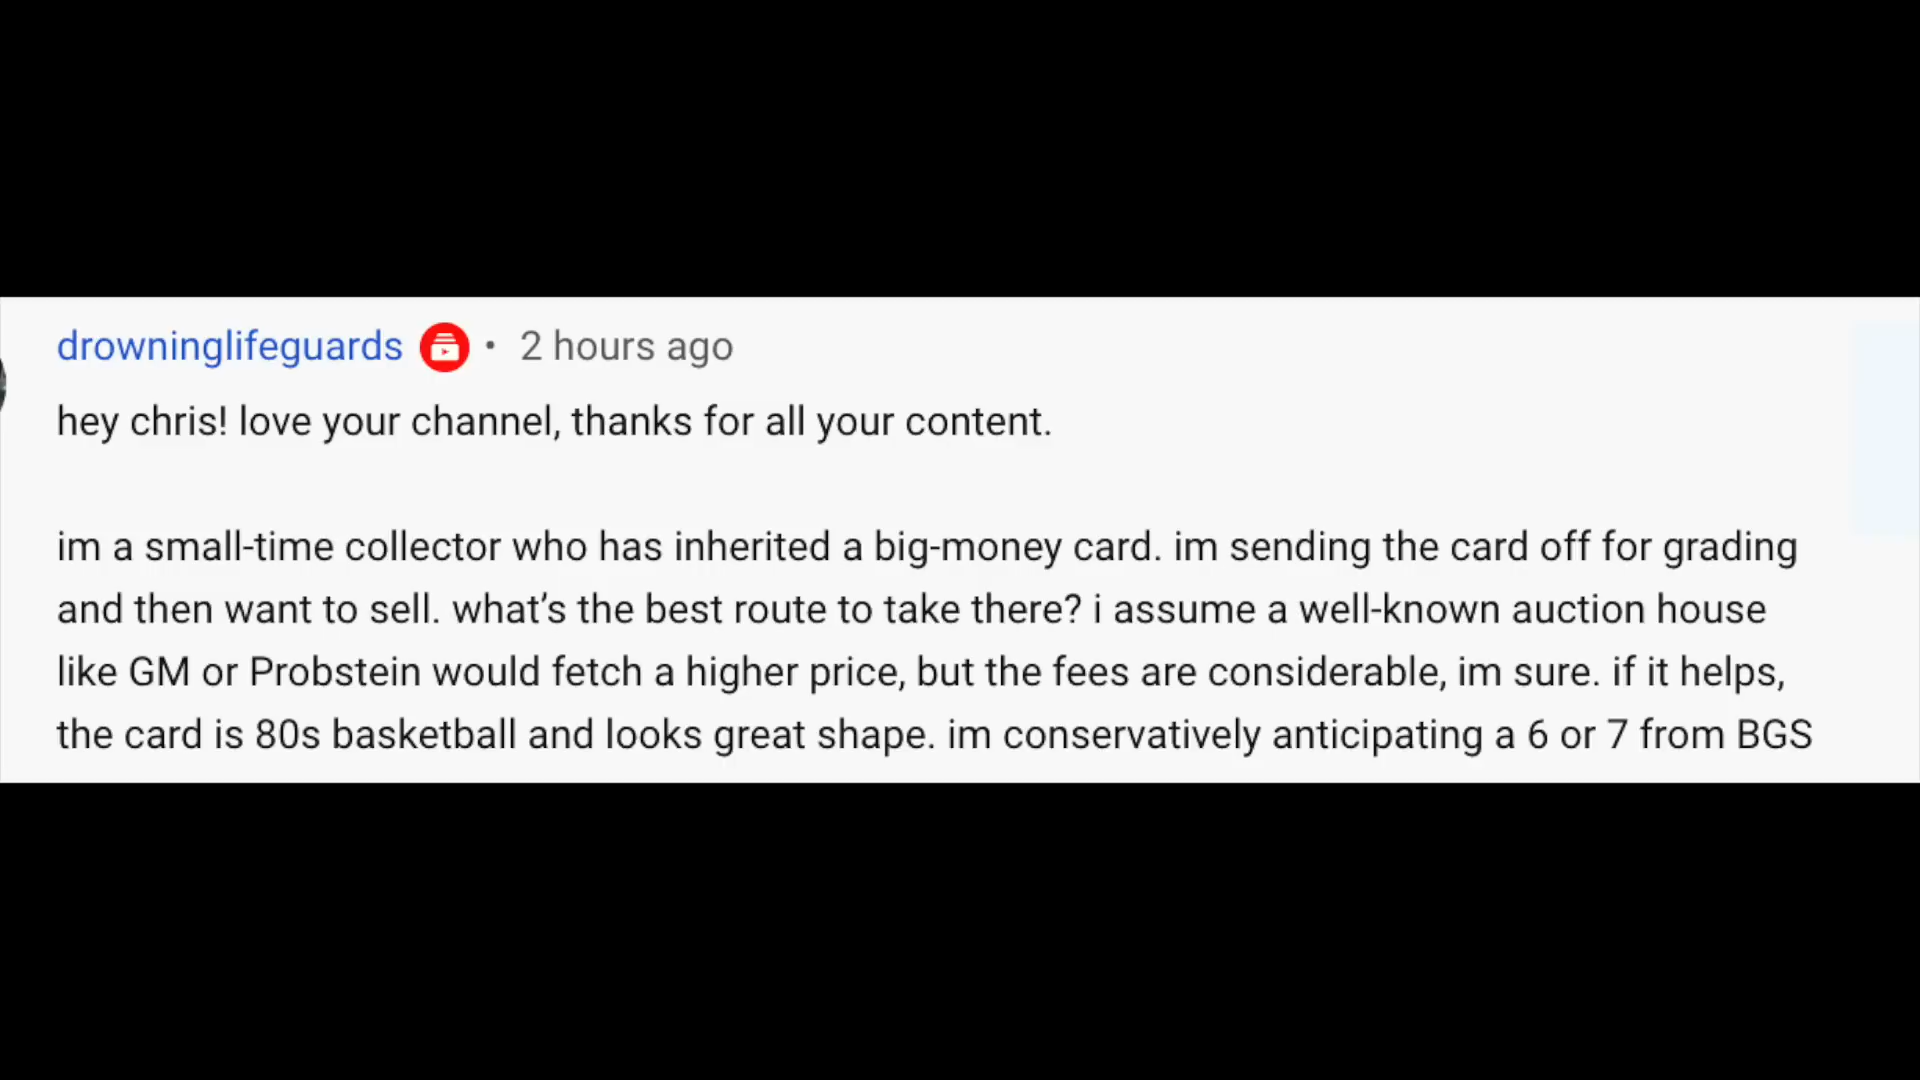 drowninglifeguards • 2 hours ago
hey chris! love your channel, thanks for all your content.
im a small-time collector who has inherited a big-money card. im sending the card off for grading
and then want to sell. what’s the best route to take there? i assume a well-known auction house
like GM or Probstein would fetch a higher price, but the fees are considerable, im sure. if it helps,
the card is 80s basketball and looks great shape. im conservatively anticipating a 6 or 7 from BGS